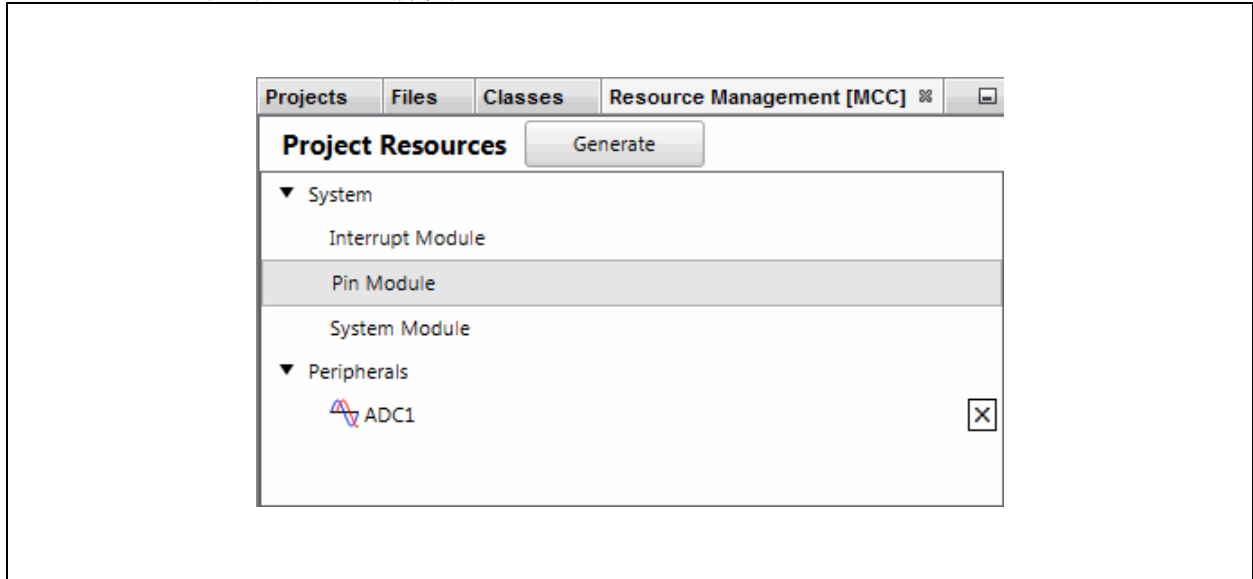 Projects Files Classes Resource Management [MCC]
Project Resources Generate
System
Interrupt Module
Pin Module
System Module
Peripherals
ADC1